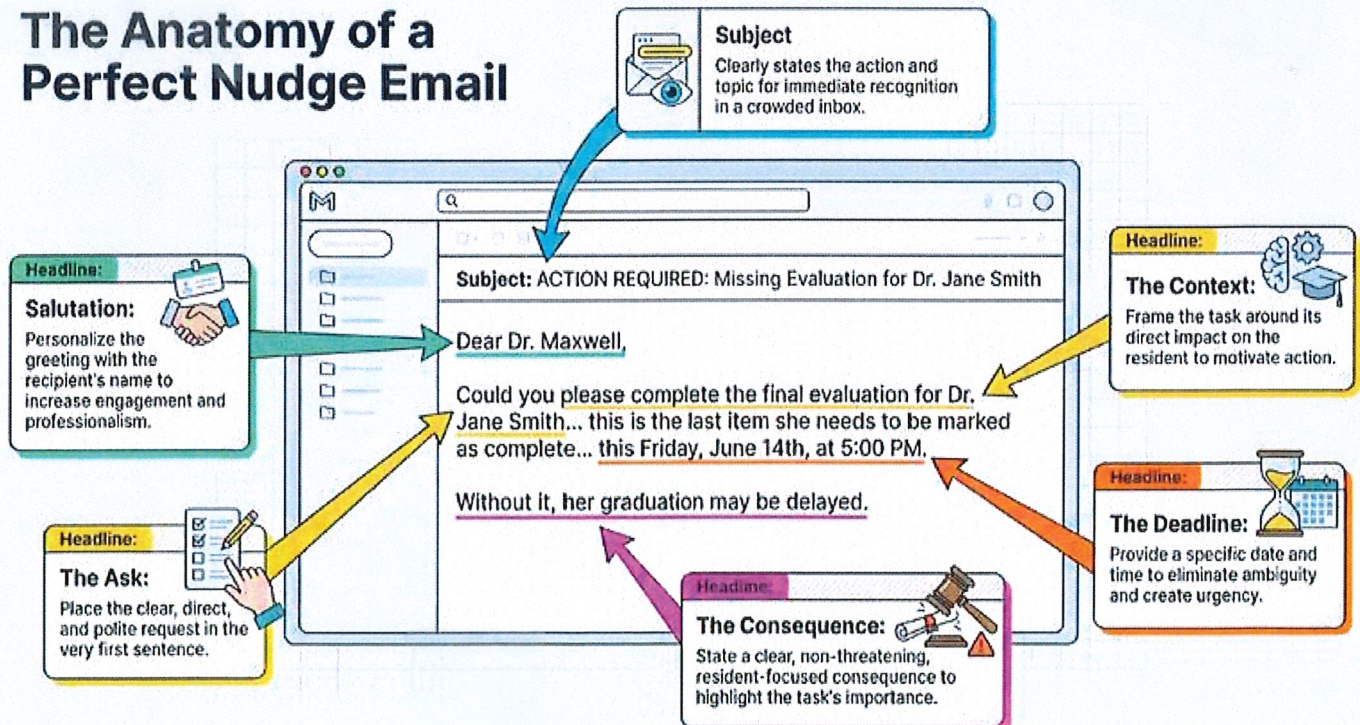 The Anatomy of a
Perfect Nudge Email
Subject
Clearly states the action and
topic for immediate recognition
in a crowded inbox.
Subject: ACTION REQUIRED: Missing Evaluation for Dr. Jane Smith
Headline:
Salutation:
Personalize the
greeting with the
recipient's name to
increase engagement and
professionalism.
Dear Dr. Maxwell,
Headline:
The Context:
Frame the task around its
direct impact on the
resident to motivate action.
Could you please complete the final evaluation for Dr.
Jane Smith... this is the last item she needs to be marked
as complete... this Friday, June 14th, at 5:00 PM.
Without it, her graduation may be delayed.
Headline:
The Deadline:
Provide a specific date and
time to eliminate ambiguity
and create urgency.
Headline:
The Ask:
Place the clear, direct,
and polite request in the
very first sentence.
Headline:
The Consequence:
State a clear, non-threatening,
resident-focused consequence to
highlight the task's importance.